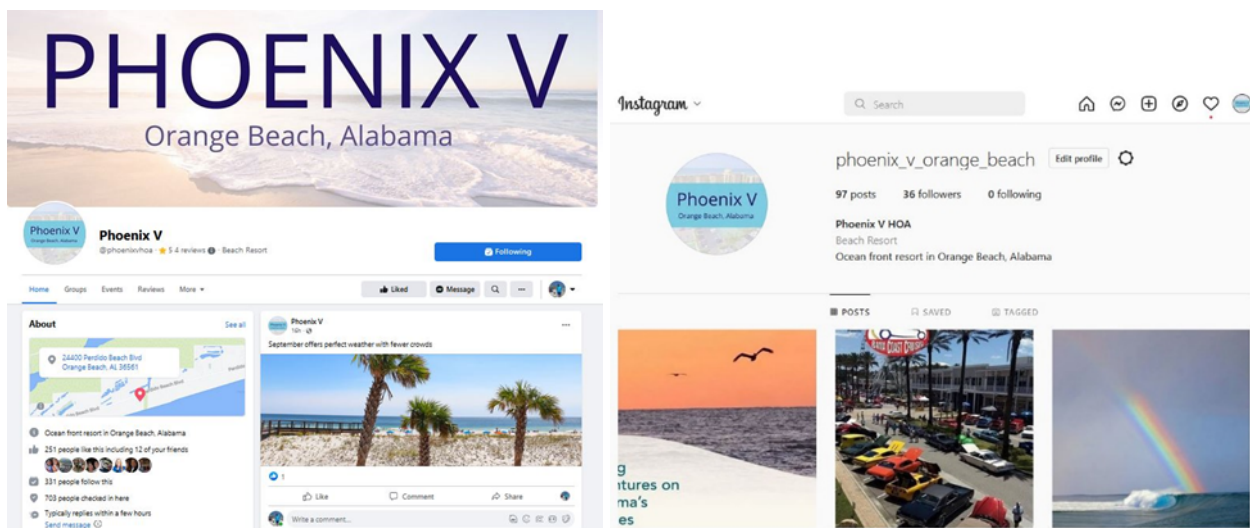 PHOENIX V
Orange Beach, Alabama
Phoenix V
Orange Beach, Alabama
Phoenix V
@phoenixvhoa · 5 4 reviews · Beach Resort
Following
Home Groups Events Reviews More
Liked Message
About See all
24400 Perdido Beach Blvd
Orange Beach, AL 36561
Ocean front resort in Orange Beach, Alabama
251 people like this including 12 of your friends
331 people follow this
703 people checked in here
Typically replies within a few hours
Send message
Phoenix V
16h
September offers perfect weather with fewer crowds
1
Like Comment Share
Write a comment...
Instagram
Search
Phoenix V
Orange Beach, Alabama
phoenix_v_orange_beach Edit profile
97 posts 36 followers 0 following
Phoenix V HOA
Beach Resort
Ocean front resort in Orange Beach, Alabama
POSTS SAVED TAGGED
g
ntures on
ma's
es
COAST CRUISE